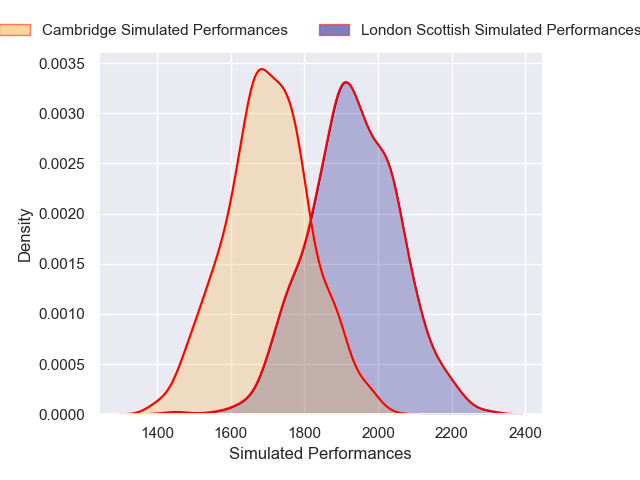 Cambridge Simulated Performances London Scottish Simulated Performances
0.0035
0.0030
0.0025
0.0020
0.0015
0.0010
0.0005
0.0000
Density
1400 1600 1800 2000 2200 2400
Simulated Performances